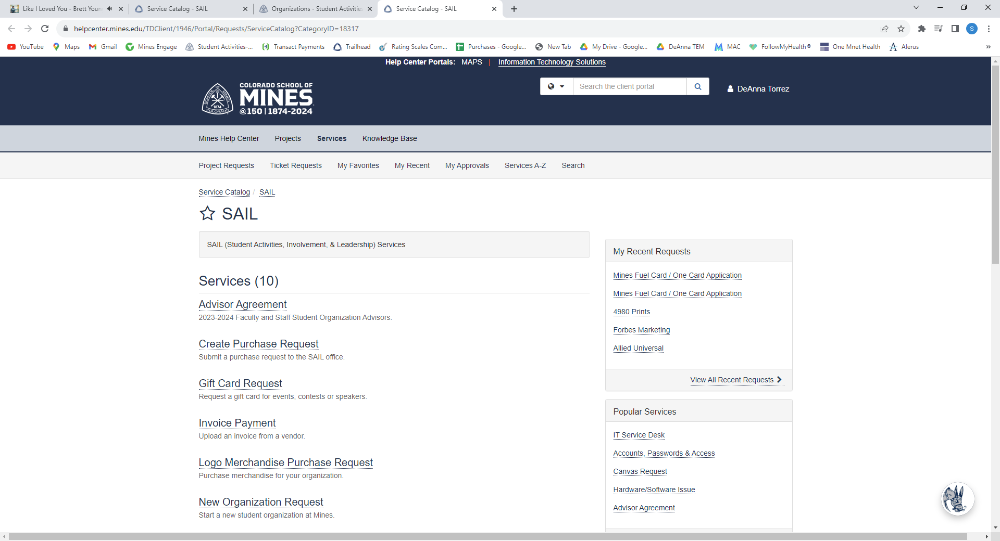 Like I Loved You - Brett Youn
Service Catalog - SAIL
Organizations - Student Activities
Service Catalog - SAIL
helpcenter.mines.edu/TDClient/1946/Portal/Requests/ServiceCatalog?CategoryID=18317
S
YouTube
Maps
Gmail
Mines Engage
Student Activities-...
Transact Payments
Trailhead
Rating Scales Com...
Purchases - Google...
New Tab
My Drive - Google...
DeAnna TEM
MAC
FollowMyHealth®
One Mnet Health
Alerus
»
Help Center Portals: MAPS | Information Technology Solutions
SCHOOL OF MINES
1874
COLORADO
COLORADO SCHOOL OF
MINES
@150 | 1874-2024
Search the client portal
DeAnna Torrez
Mines Help Center
Projects
Services
Knowledge Base
Project Requests
Ticket Requests
My Favorites
My Recent
My Approvals
Services A-Z
Search
Service Catalog / SAIL
SAIL
SAIL (Student Activities, Involvement, & Leadership) Services
Services (10)
Advisor Agreement
2023-2024 Faculty and Staff Student Organization Advisors.
Create Purchase Request
Submit a purchase request to the SAIL office.
Gift Card Request
Request a gift card for events, contests or speakers.
Invoice Payment
Upload an invoice from a vendor.
Logo Merchandise Purchase Request
Purchase merchandise for your organization.
New Organization Request
Start a new student organization at Mines.
My Recent Requests
Mines Fuel Card / One Card Application
Mines Fuel Card / One Card Application
4980 Prints
Forbes Marketing
Allied Universal
View All Recent Requests
Popular Services
IT Service Desk
Accounts, Passwords & Access
Canvas Request
Hardware/Software Issue
Advisor Agreement